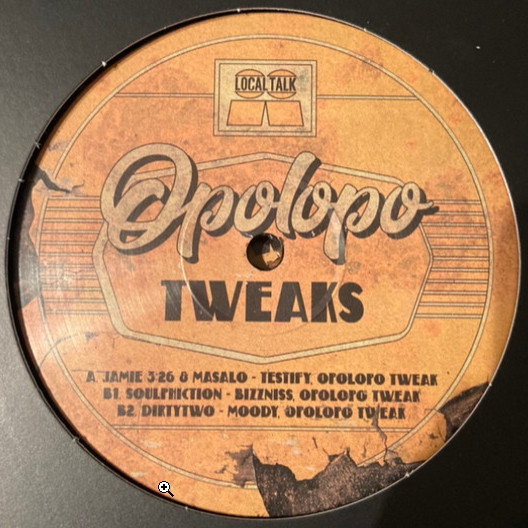 LOCAL TALK
Opolopo
TWEAKS
A. JAMIE 3:26 & MASALO - TESTIFY, OPOLOPO TWEAK
B1. SOULPHICTION - BIZZNISS, OPOLOPO TWEAK
B2. DIRTYTWO - MOODY, OPOLOPO TWEAK